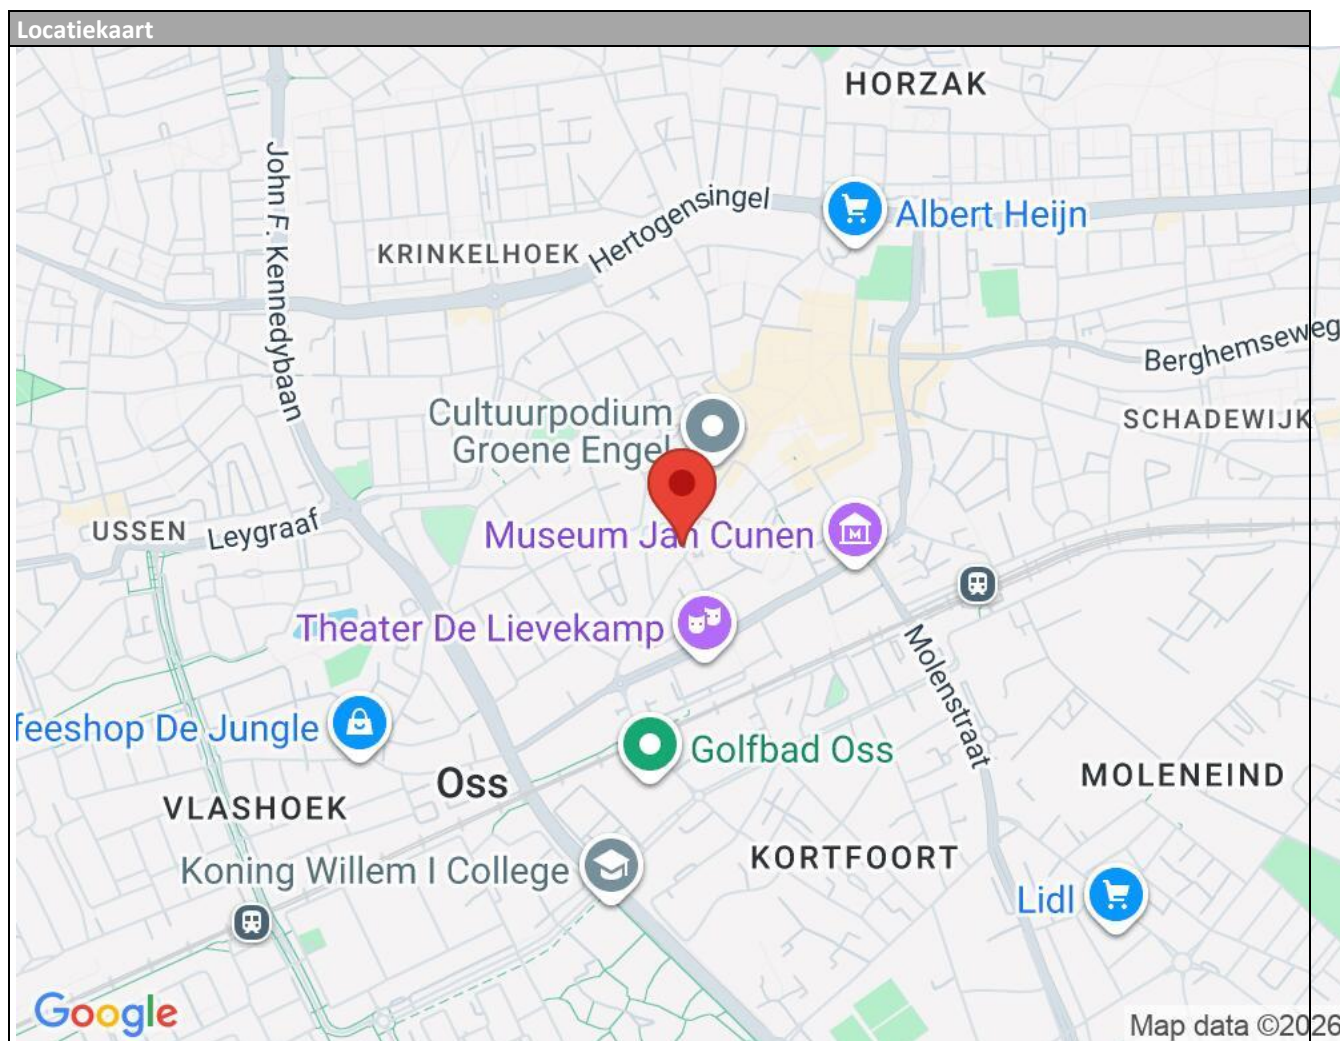 Locatiekaart
HORZAK
John F. Kennedybaan
Hertogensingel
Albert Heijn
KRINKELHOEK
Berghemseweg
Cultuurpodium
Groene Engel
SCHADEWIJK
USSEN
Leygraaf
Museum Jan Cunen
Theater De Lievekamp
Molenstraat
feeshop De Jungle
Golfbad Oss
Oss
MOLENEIND
VLASHOEK
KORTFOORT
Koning Willem I College
Lidl
Google
Map data ©2026